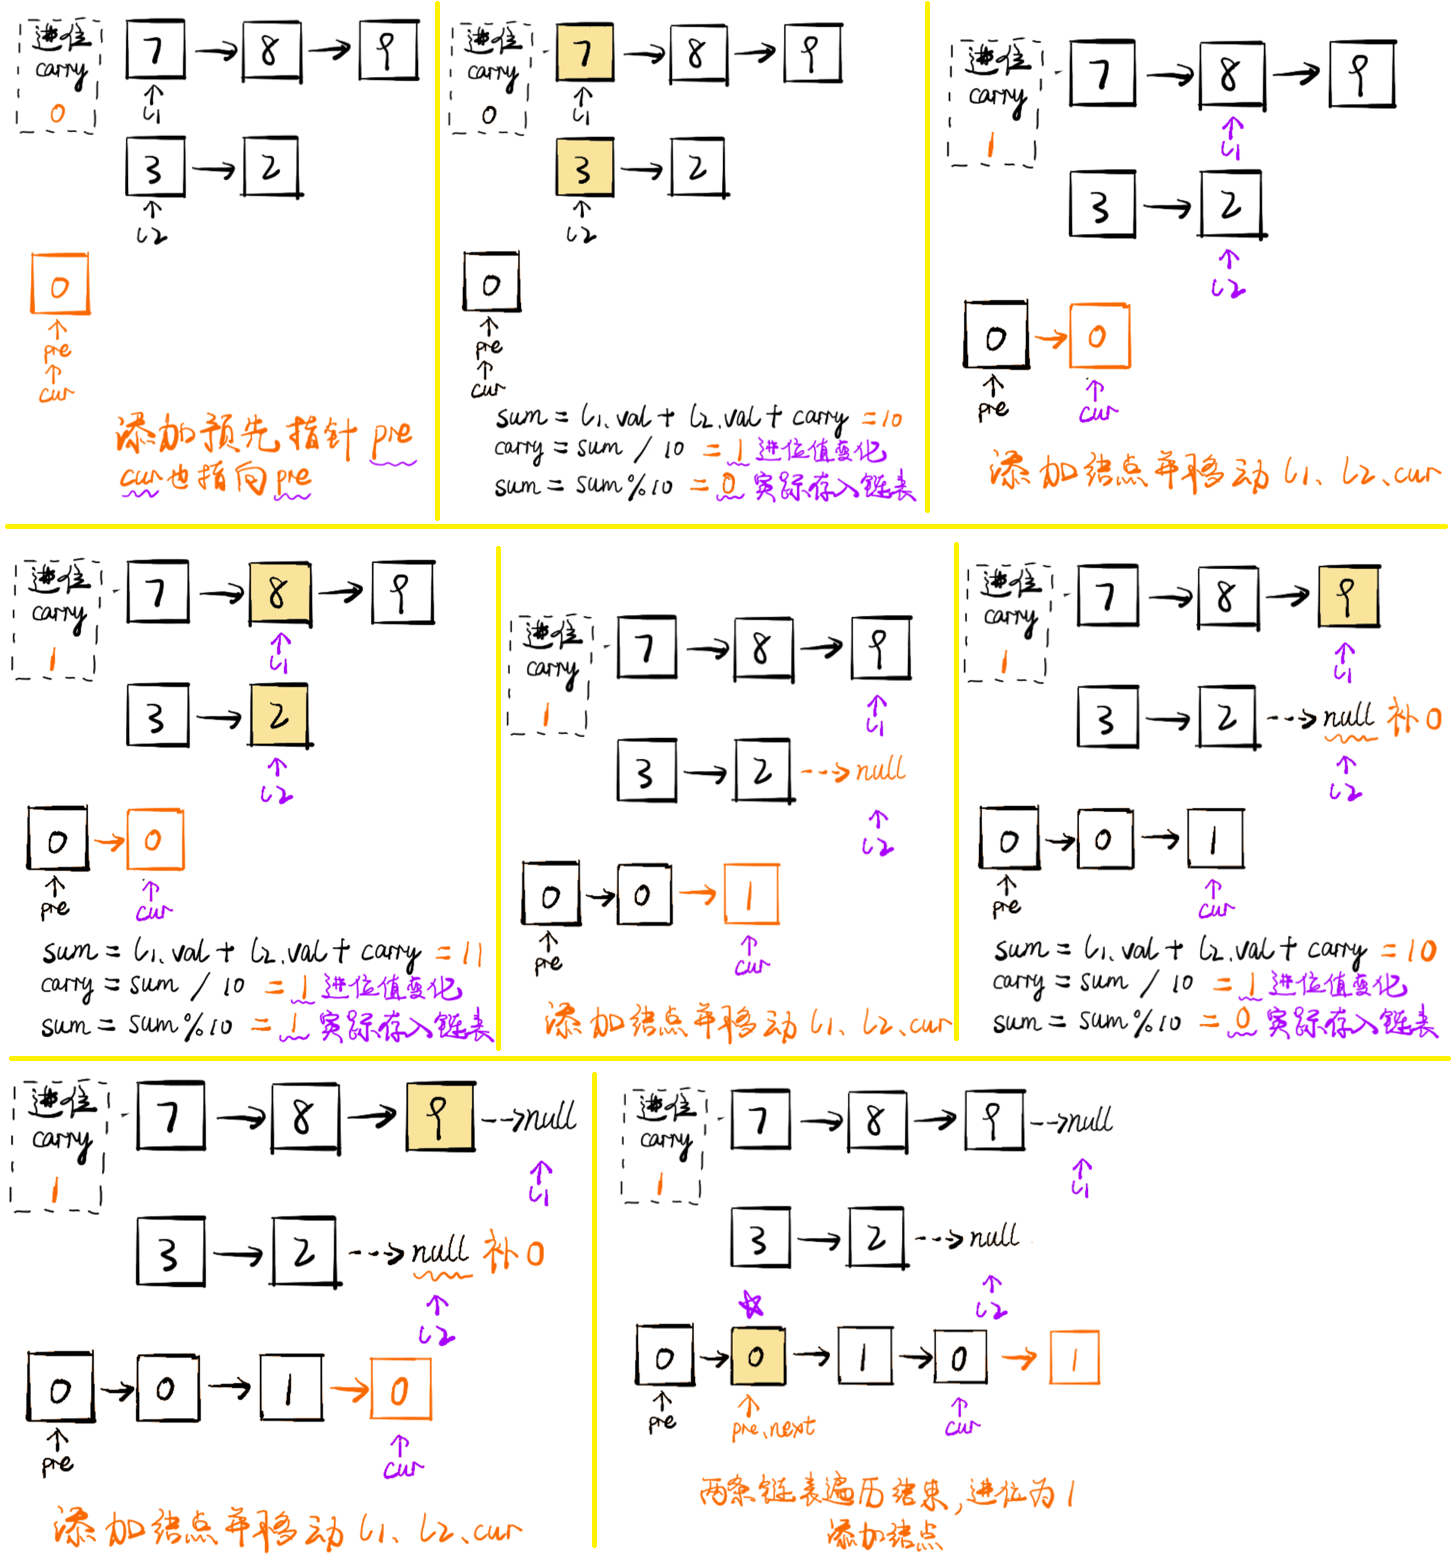 进位 7 → 8 → 9
carry
0 L1
3 → 2
L2
0
pre
cur
添加预先指针 pre
cur也指向pre
进位 7 → 8 → 9
carry
0 L1
3 → 2
L2
0
pre
cur
sum = L1.val + L2.val + carry = 10
carry = sum / 10 = 1 进位值变化
sum = sum%10 = 0 实际存入链表
进位 7 → 8 → 9
carry
1 L1
3 → 2
L2
0 → 0
pre cur
添加结点并移动 L1、L2、cur
进位 7 → 8 → 9
carry
1 L1
3 → 2
L2
0 → 0
pre cur
sum = L1.val + L2.val + carry = 11
carry = sum / 10 = 1 进位值变化
sum = sum%10 = 1 实际存入链表
进位 7 → 8 → 9
carry
1 L1
3 → 2 --→ null
L2
0 → 0 → 1
pre cur
添加结点并移动 L1、L2、cur
进位 7 → 8 → 9
carry
1 L1
3 → 2 --→ null 补0
L2
0 → 0 → 1
pre cur
sum = L1.val + L2.val + carry = 10
carry = sum / 10 = 1 进位值变化
sum = sum%10 = 0 实际存入链表
进位 7 → 8 → 9 --→ null
carry
1 L1
3 → 2 --→ null 补0
L2
0 → 0 → 1 → 0
pre cur
添加结点并移动 L1、L2、cur
进位 7 → 8 → 9 --→ null
carry
1 L1
3 → 2 --→ null
L2
0 → 0 → 1 → 0 → 1
pre pre.next cur
两条链表遍历结束,进位为1
添加结点